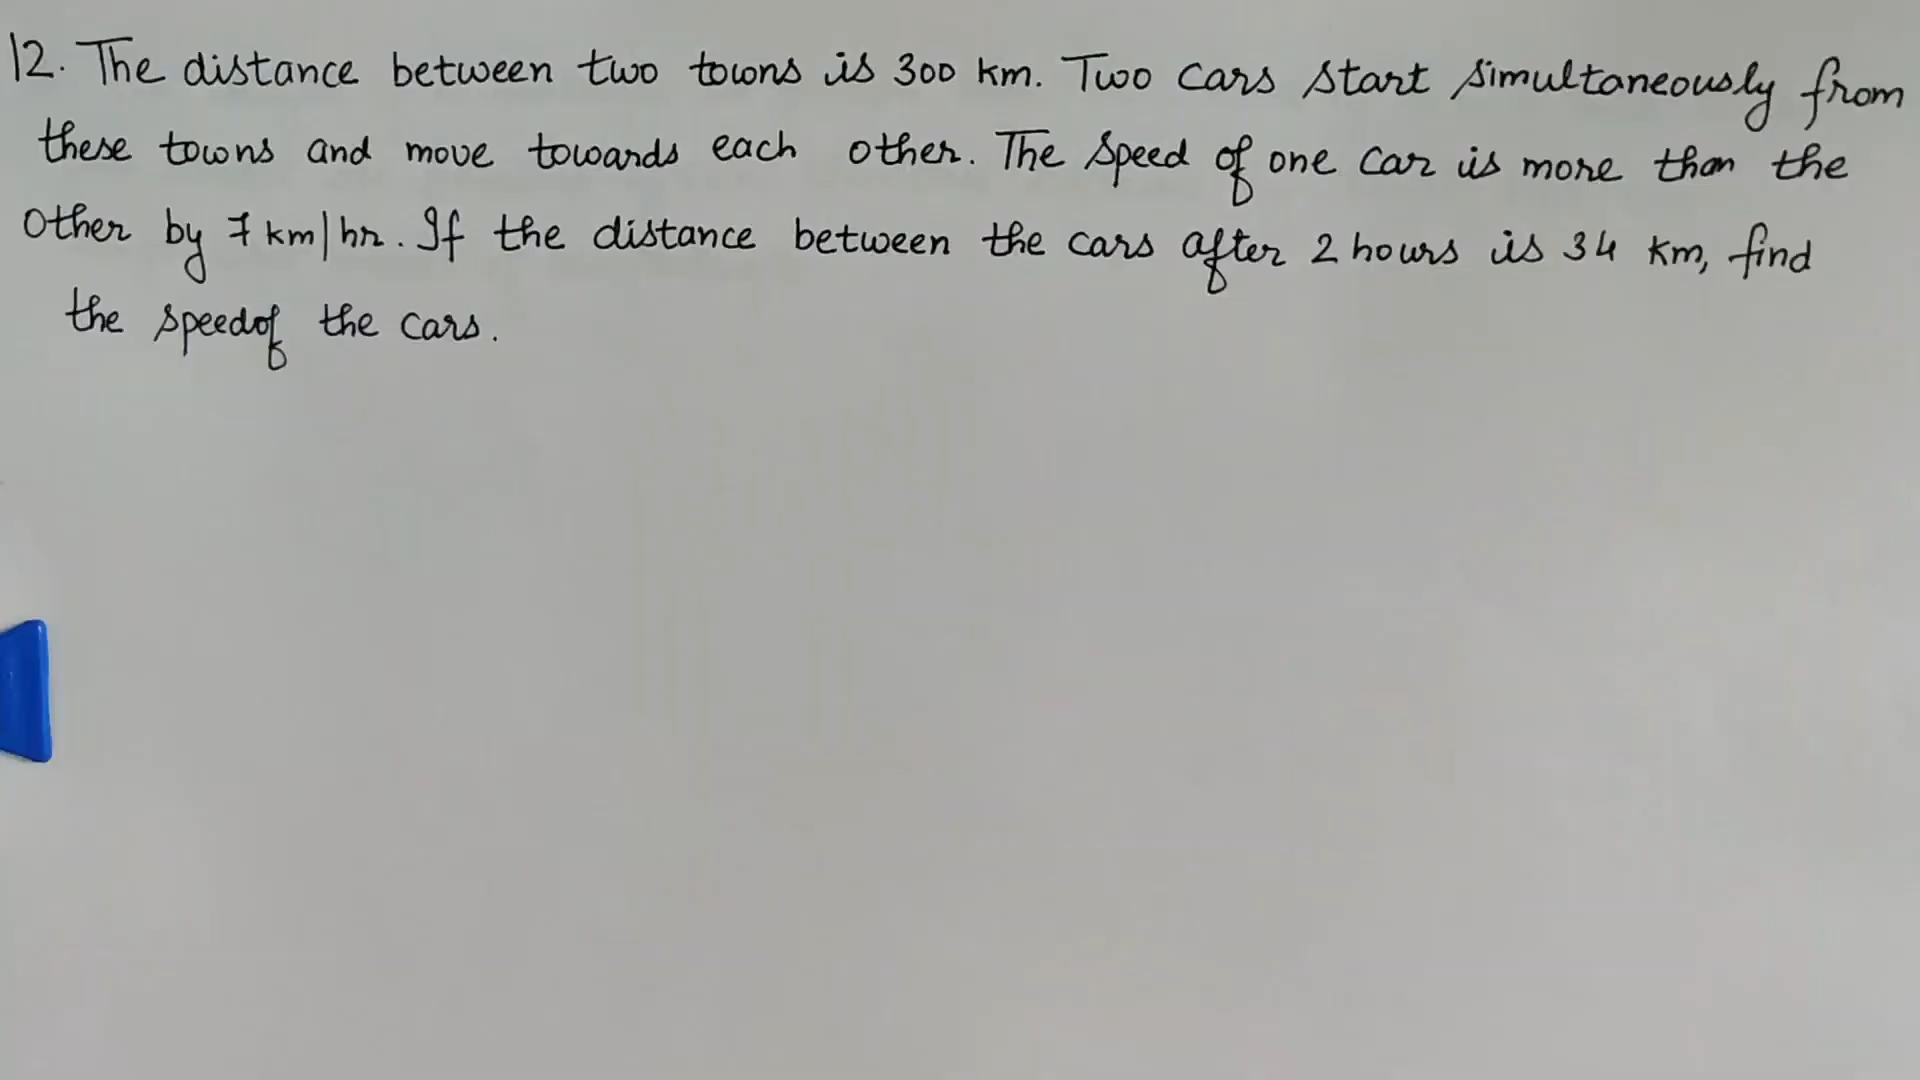 12. The distance between two towns is 300 km. Two cars start simultaneously from
these towns and move towards each other. The speed of one car is more than the
other by 7 km/hr. If the distance between the cars after 2 hours is 34 km, find
the speed of the cars.